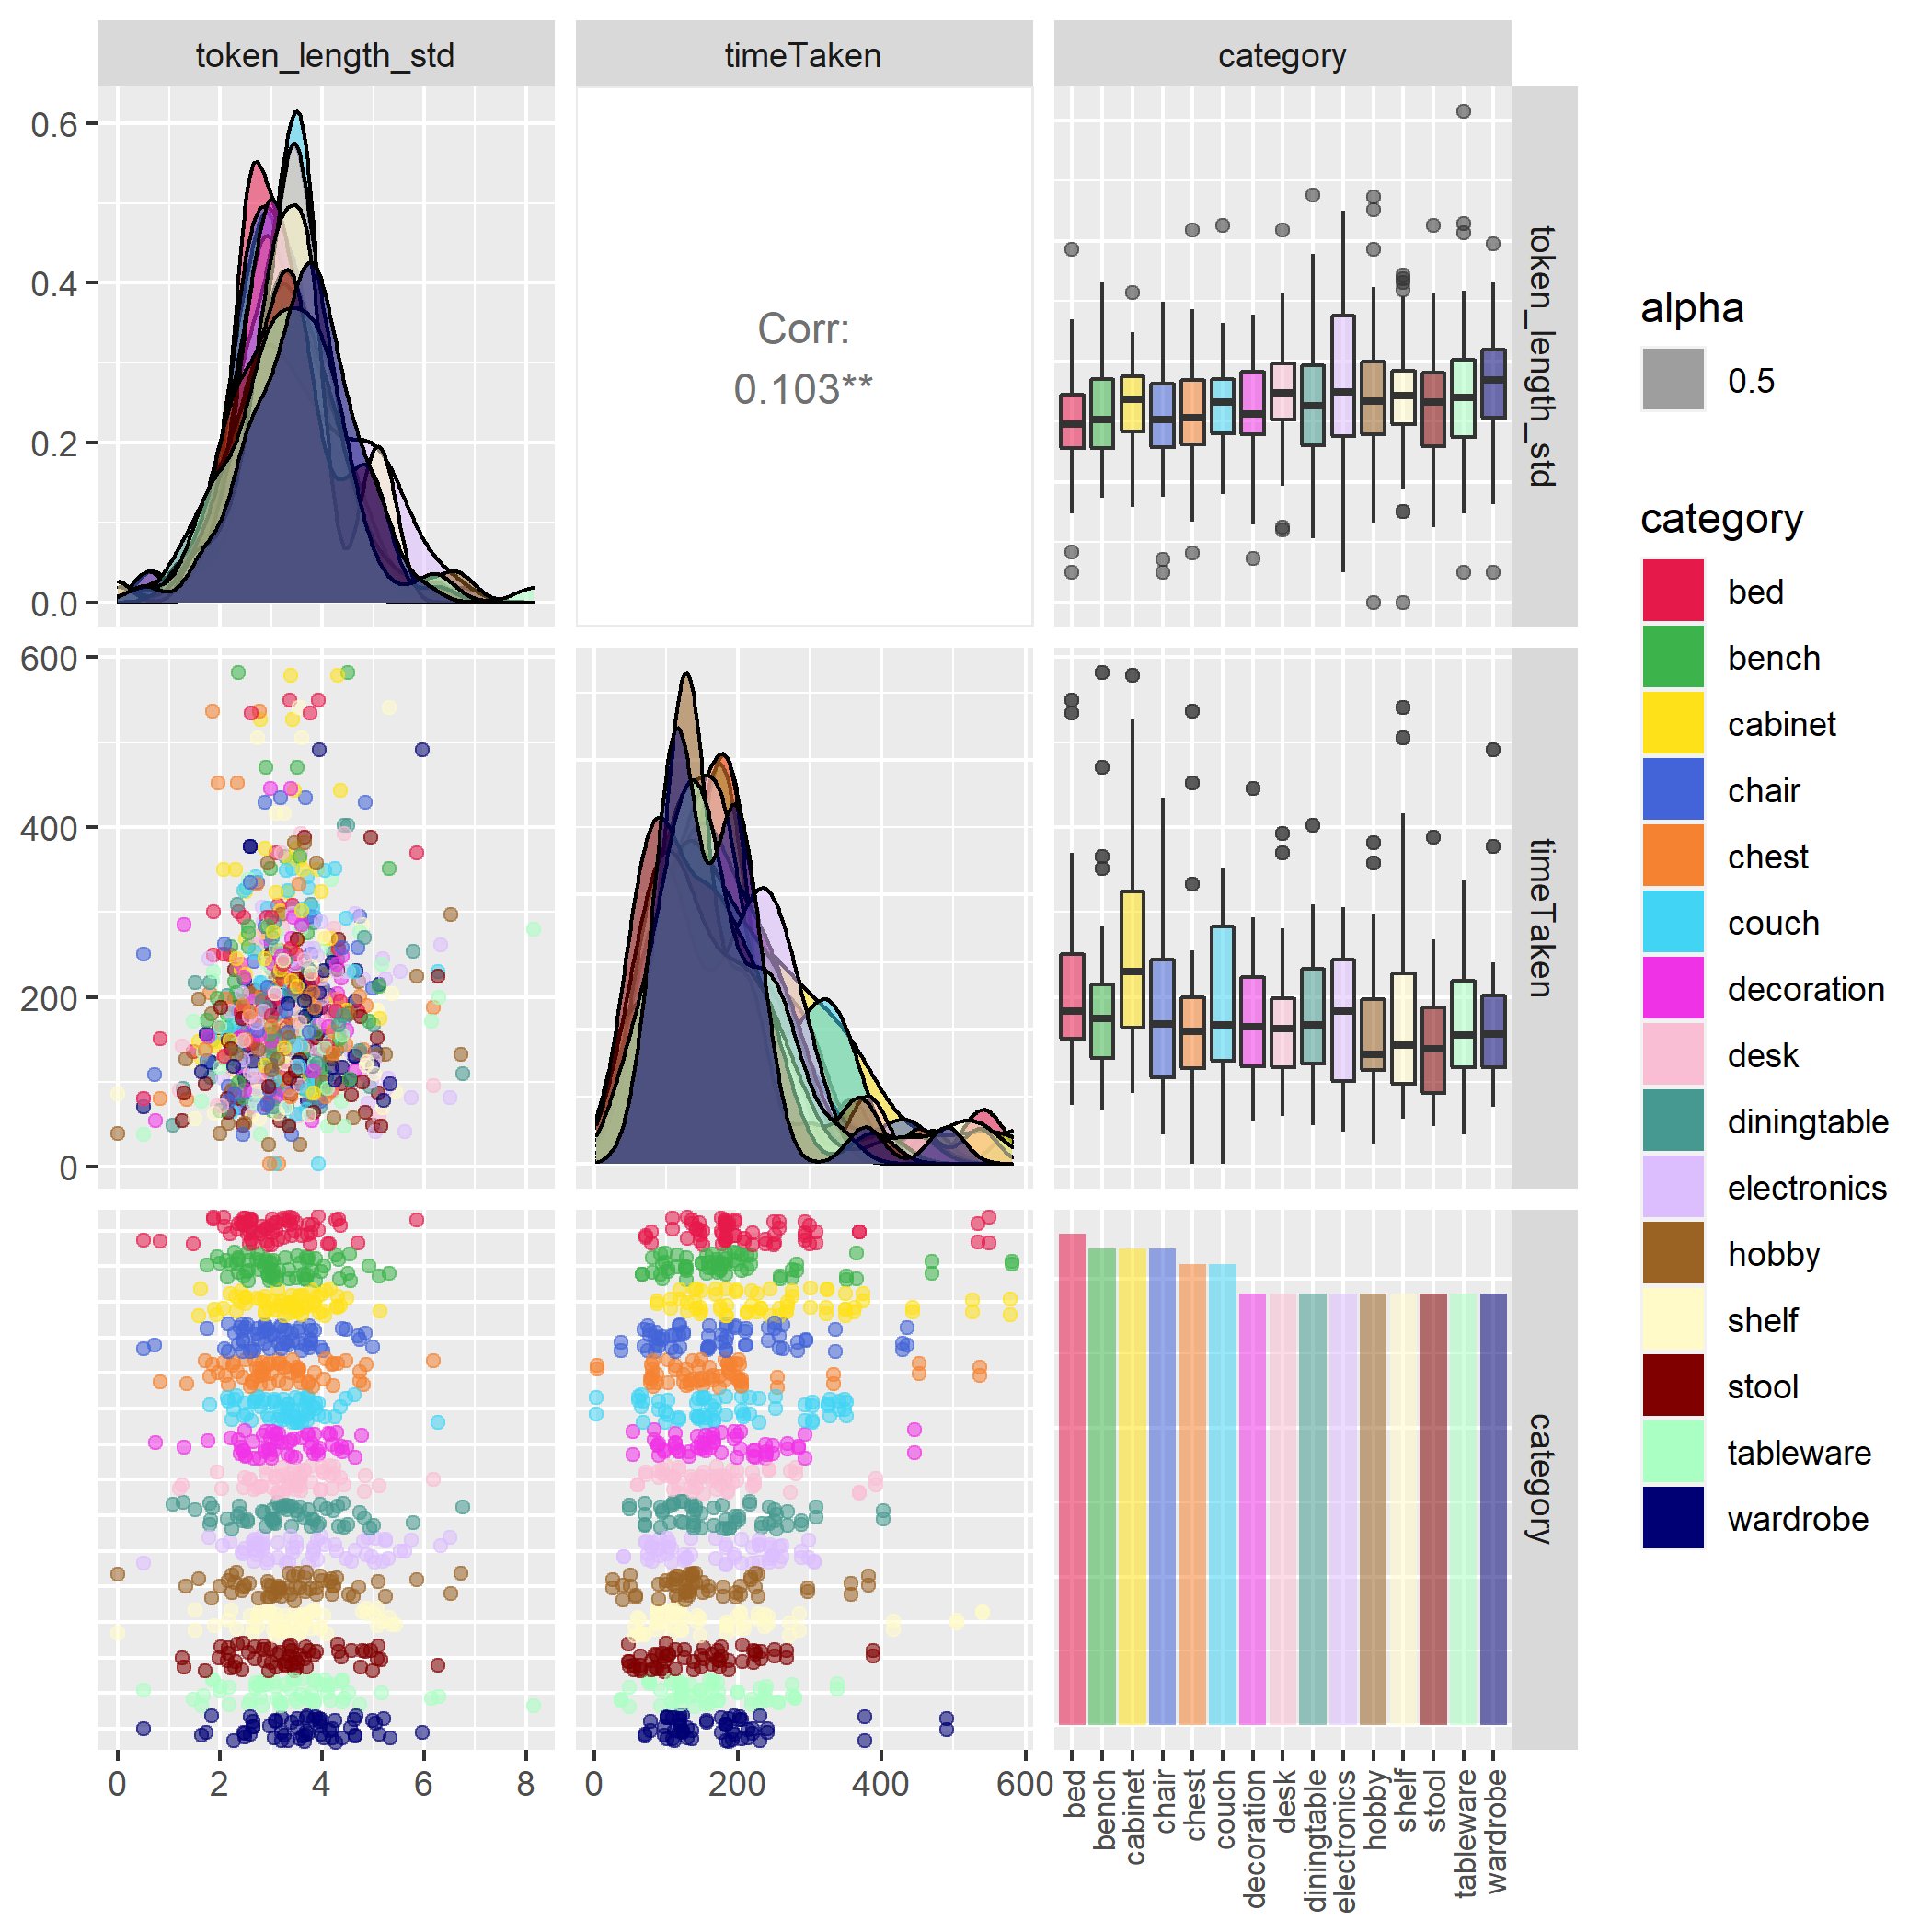 token_length_std
timeTaken
category
0.6
0.4
0.2
0.0
Corr:
0.103**
token_length_std
600
400
200
0
timeTaken
category
0 2 4 6 8
0 200 400 600
bed
bench
cabinet
chair
chest
couch
decoration
desk
diningtable
electronics
hobby
shelf
stool
tableware
wardrobe
alpha
0.5
category
bed
bench
cabinet
chair
chest
couch
decoration
desk
diningtable
electronics
hobby
shelf
stool
tableware
wardrobe